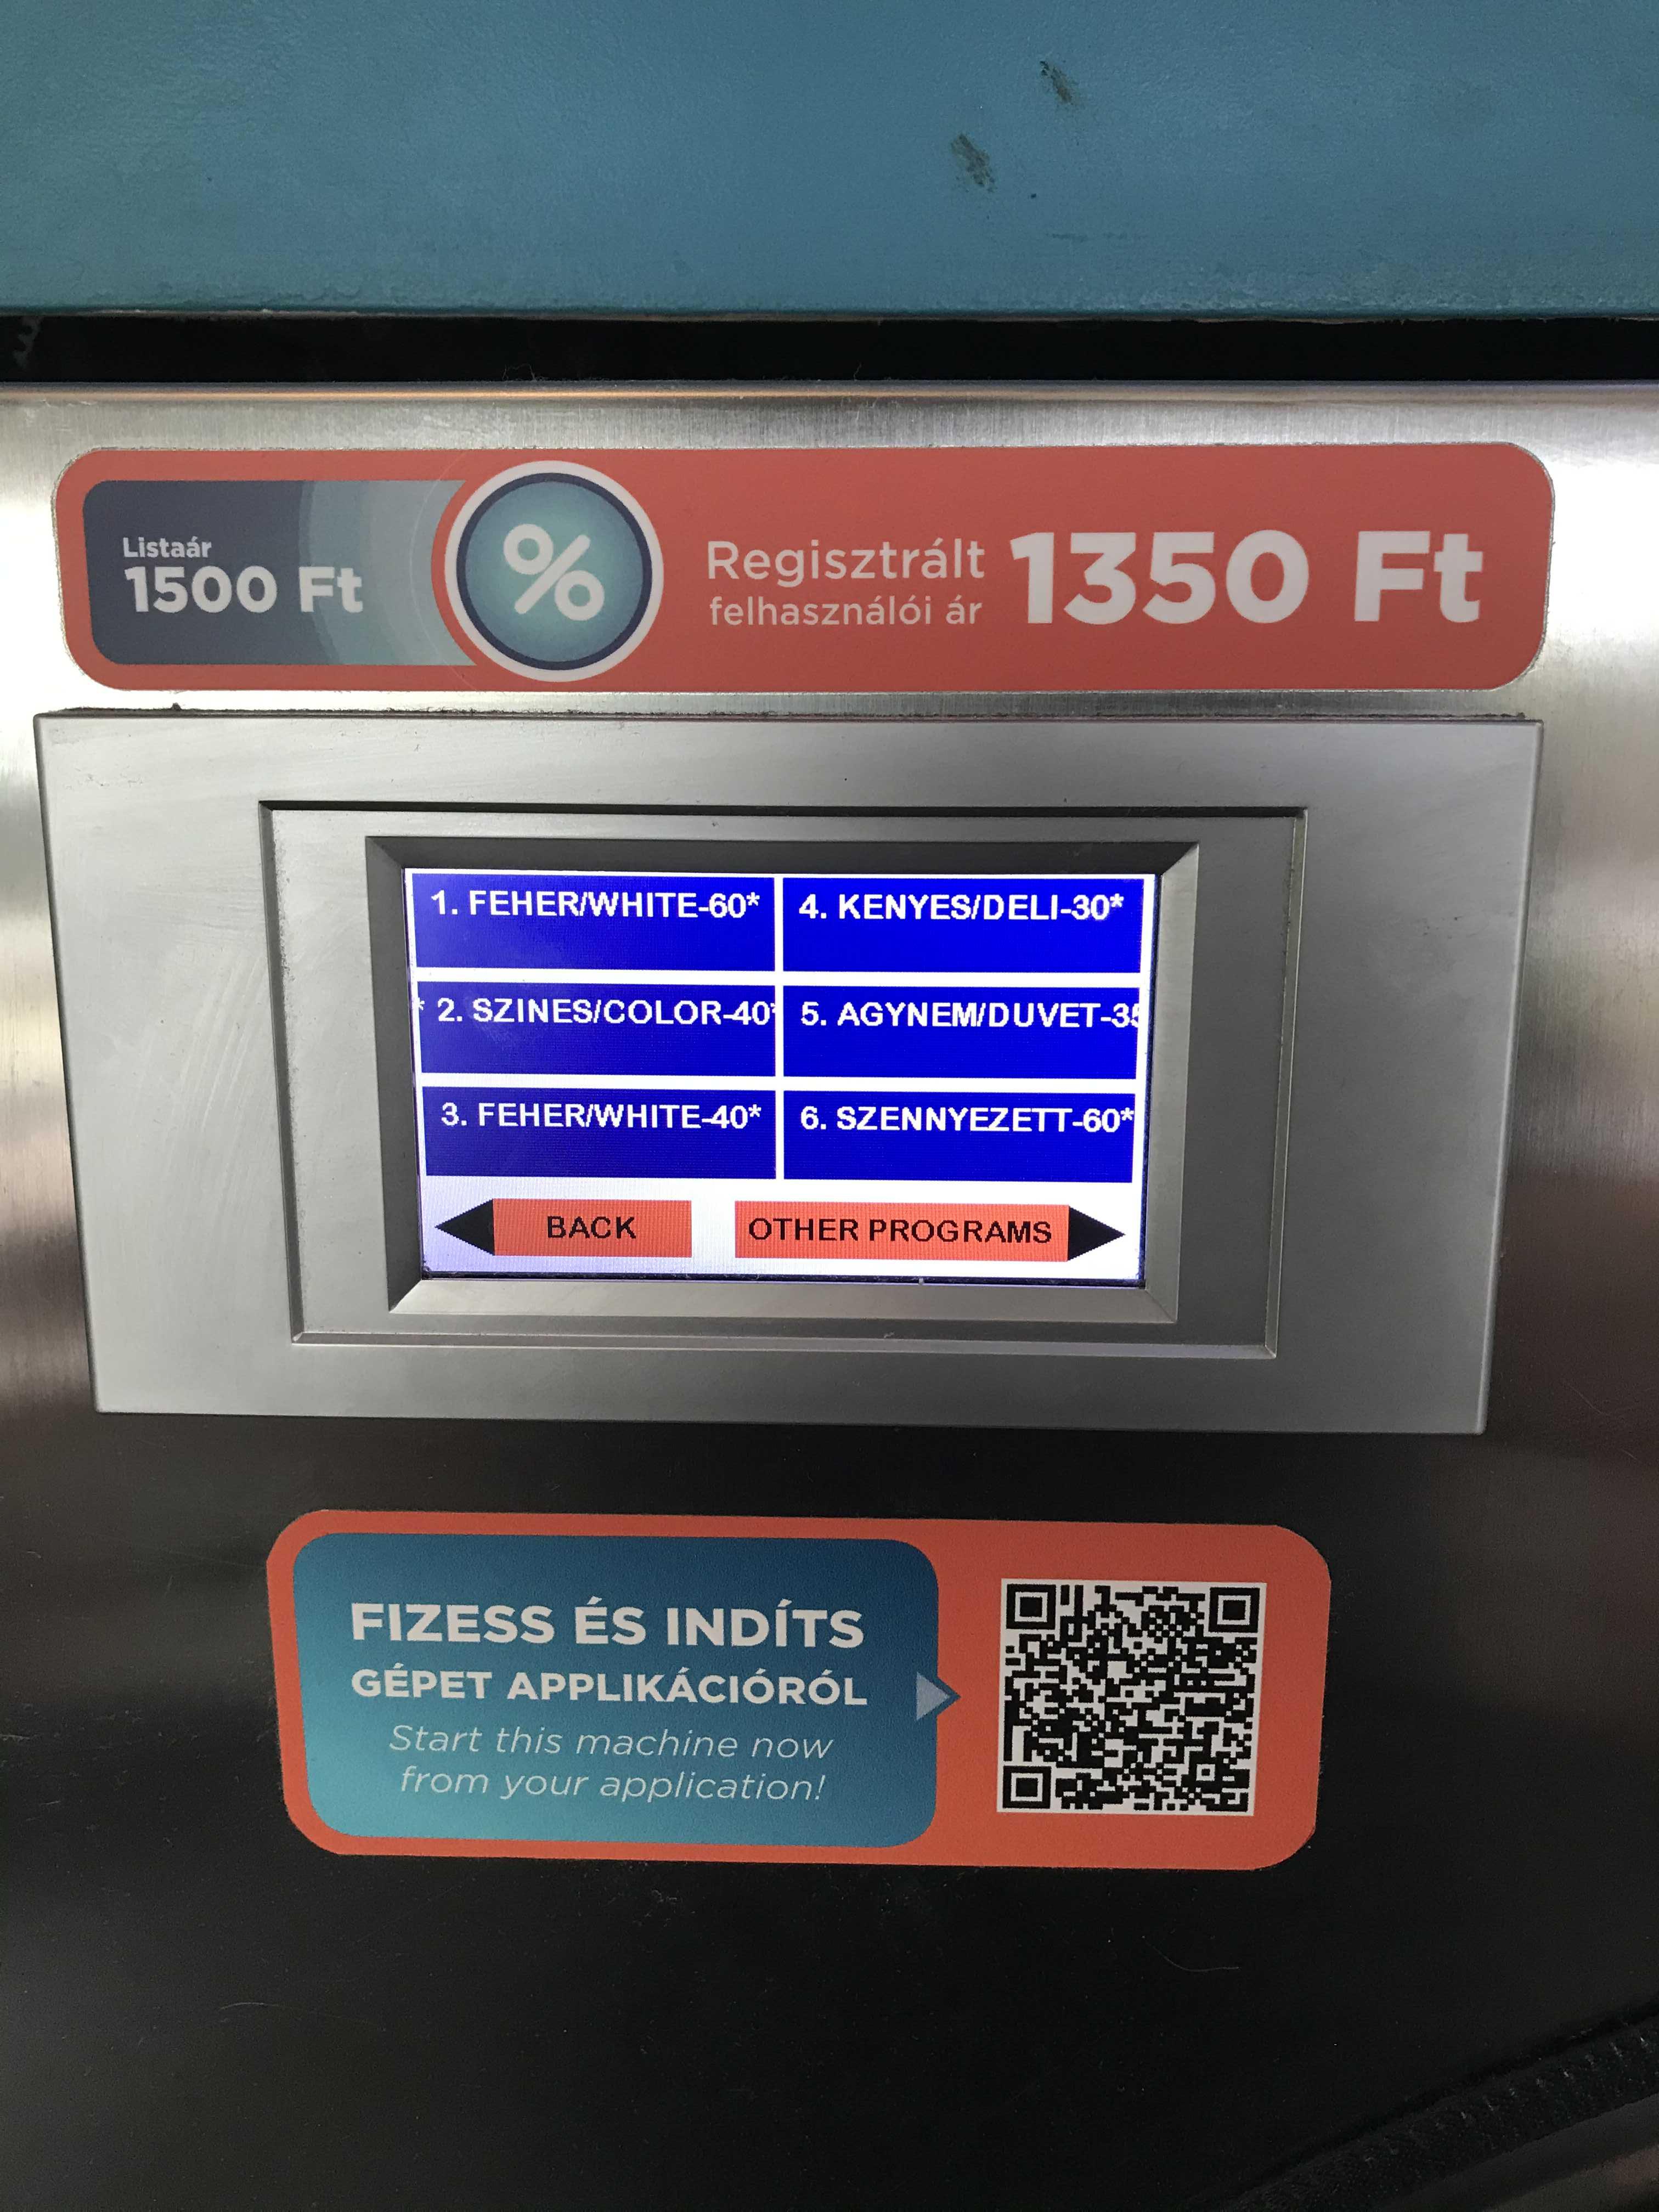 Listaár
1500 Ft
%
Regisztrált
felhasználói ár
1350 Ft
1. FEHER/WHITE-60*
4. KENYES/DELI-30*
* 2. SZINES/COLOR-40*
5. AGYNEM/DUVET-35
3. FEHER/WHITE-40*
6. SZENNYEZETT-60*
BACK
OTHER PROGRAMS
FIZESS ÉS INDÍTS
GÉPET APPLIKÁCIÓRÓL
Start this machine now
from your application!